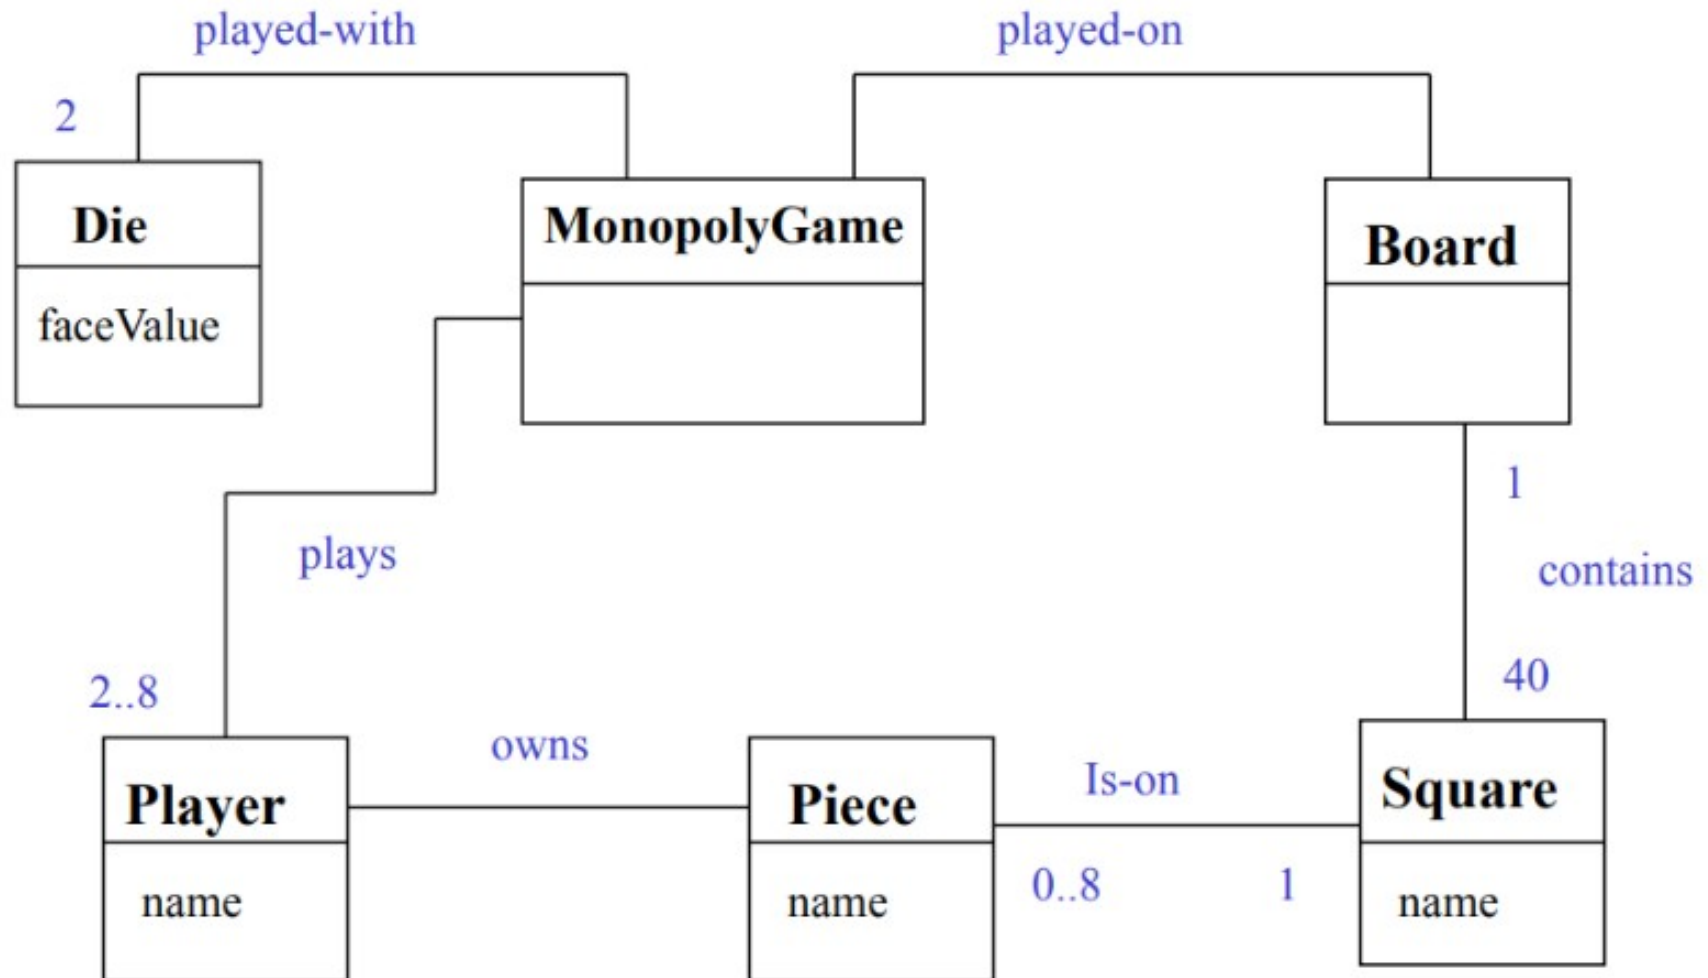 played-with
played-on
2
Die
faceValue
MonopolyGame
Board
1
contains
40
plays
2..8
Player
name
owns
Piece
name
Is-on
0..8
1
Square
name